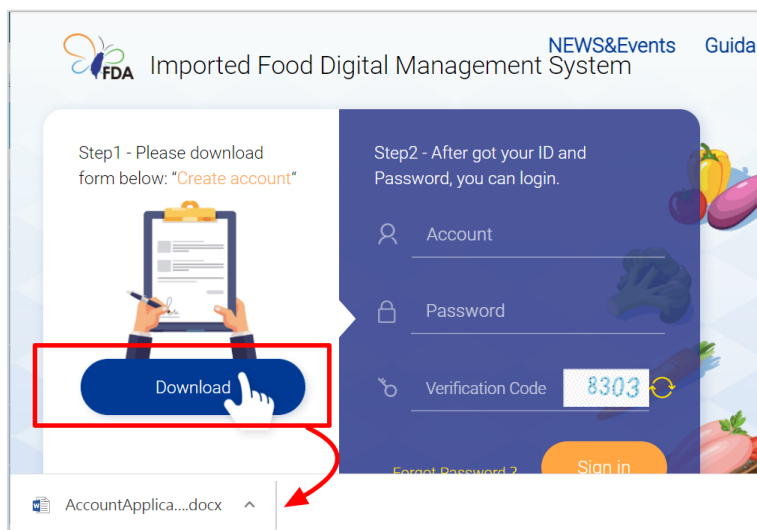 NEWS&Events Guida
FDA Imported Food Digital Management System
Step1 - Please download
form below: “Create account“
Download
Step2 - After got your ID and
Password, you can login.
Account
Password
Verification Code 8303
Forgot Password ? Sign in
AccountApplica....docx